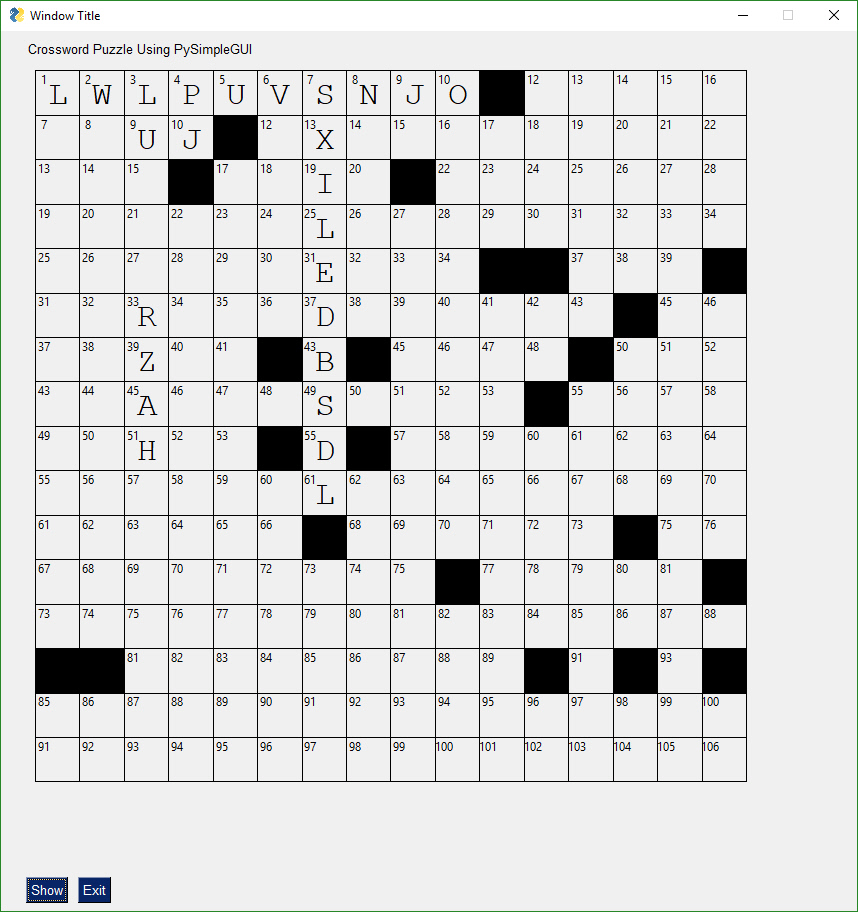 Window Title
Crossword Puzzle Using PySimpleGUI
1 2 3 4 5 6 7 8 9 10 12 13 14 15 16
L W L P U V S N J O
7 8 9 10 12 13 14 15 16 17 18 19 20 21 22
U J X
13 14 15 17 18 19 20 22 23 24 25 26 27 28
I
19 20 21 22 23 24 25 26 27 28 29 30 31 32 33 34
L
25 26 27 28 29 30 31 32 33 34 37 38 39
E
31 32 33 34 35 36 37 38 39 40 41 42 43 45 46
R D
37 38 39 40 41 43 45 46 47 48 50 51 52
Z B
43 44 45 46 47 48 49 50 51 52 53 55 56 57 58
A S
49 50 51 52 53 55 57 58 59 60 61 62 63 64
H D
55 56 57 58 59 60 61 62 63 64 65 66 67 68 69 70
L
61 62 63 64 65 66 68 69 70 71 72 73 75 76
67 68 69 70 71 72 73 74 75 77 78 79 80 81
73 74 75 76 77 78 79 80 81 82 83 84 85 86 87 88
81 82 83 84 85 86 87 88 89 91 93
85 86 87 88 89 90 91 92 93 94 95 96 97 98 99 100
91 92 93 94 95 96 97 98 99 100 101 102 103 104 105 106
Show Exit